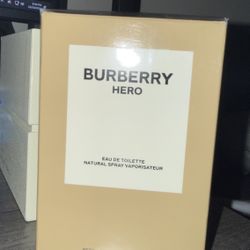 BURBERRY
HERO
EAU DE TOILETTE
NATURAL SPRAY VAPORISATEUR